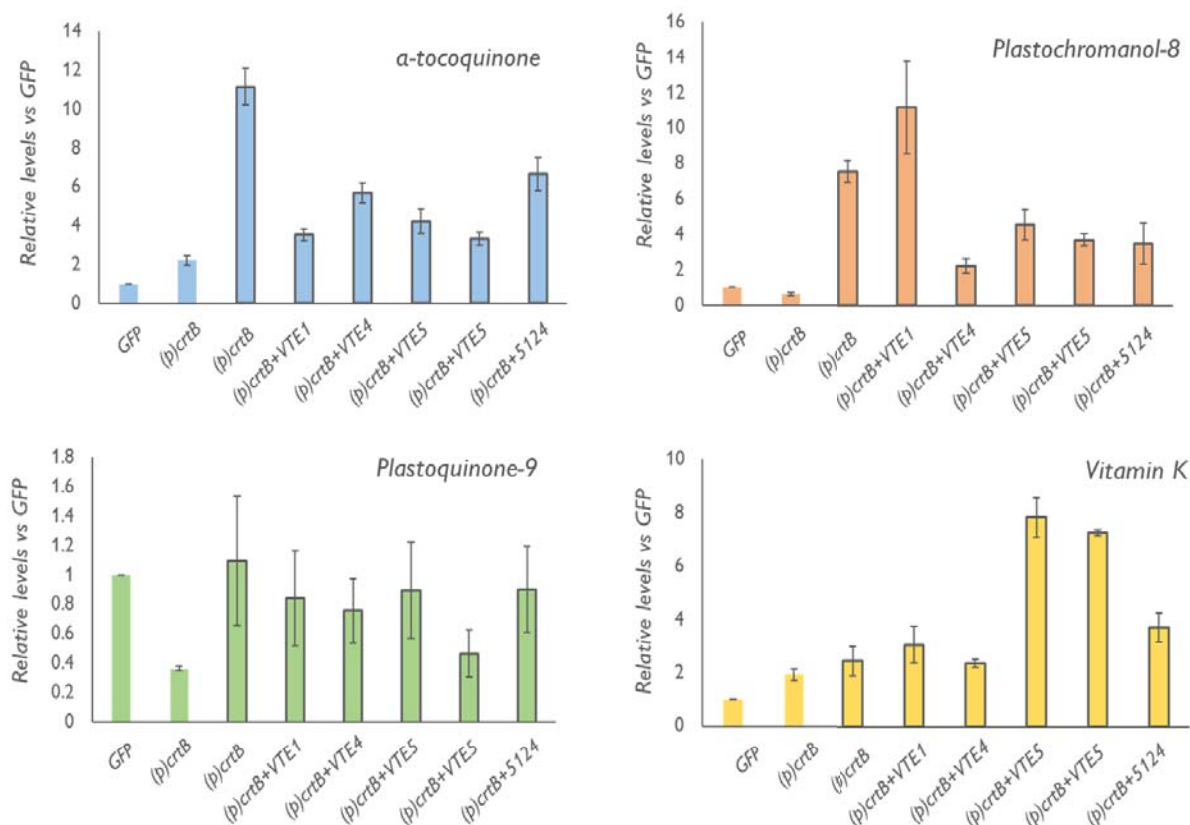 α-tocoquinone
Relative levels vs GFP
14
12
10
8
6
4
2
0
GFP
(p)crtB
(p)crtB
(p)crtB+VTE1
(p)crtB+VTE4
(p)crtB+VTE5
(p)crtB+VTE5
(p)crtB+5124
Plastochromanol-8
Relative levels vs GFP
16
14
12
10
8
6
4
2
0
GFP
(p)crtB
(p)crtB
(p)crtB+VTE1
(p)crtB+VTE4
(p)crtB+VTE5
(p)crtB+VTE5
(p)crtB+5124
Plastoquinone-9
Relative levels vs GFP
1.8
1.6
1.4
1.2
1
0.8
0.6
0.4
0.2
0
GFP
(p)crtB
(p)crtB
(p)crtB+VTE1
(p)crtB+VTE4
(p)crtB+VTE5
(p)crtB+VTE5
(p)crtB+5124
Vitamin K
Relative levels vs GFP
10
8
6
4
2
0
GFP
(p)crtB
(p)crtB
(p)crtB+VTE1
(p)crtB+VTE4
(p)crtB+VTE5
(p)crtB+VTE5
(p)crtB+5124